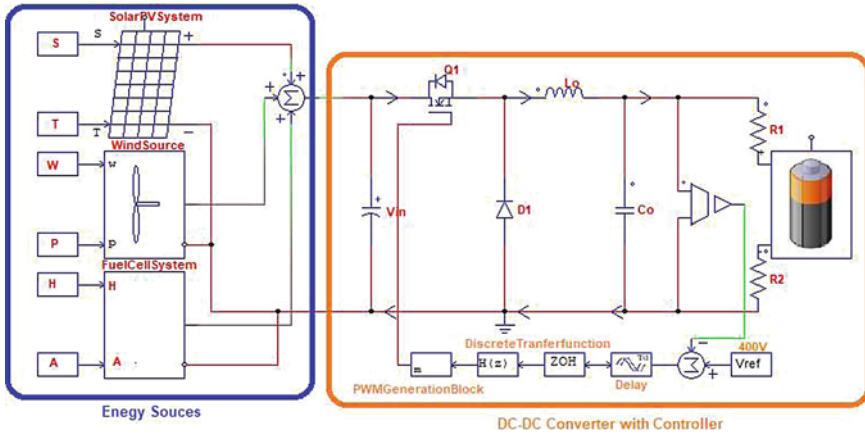 SolarPVSystem
S
S
T
T
WindSource
W
w
P
P
FuelCellSystem
H
H
A
A
Enegy Souces
Q1
Lo
R1
Vin
D1
Co
R2
DiscreteTranferfunction
400V
m
H(z)
ZOH
Vref
PWMGenerationBlock
Delay
DC-DC Converter with Controller